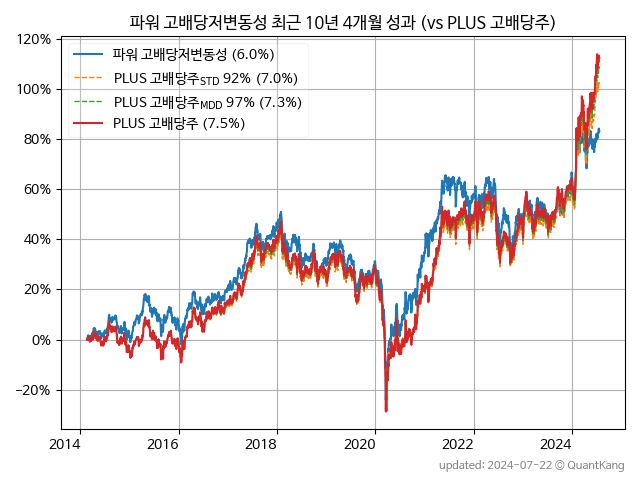 파워 고배당저변동성 최근 10년 4개월 성과 (vs PLUS 고배당주)
120%
100%
80%
60%
40%
20%
0%
−20%
파워 고배당저변동성 (6.0%)
PLUS 고배당주STD 92% (7.0%)
PLUS 고배당주MDD 97% (7.3%)
PLUS 고배당주 (7.5%)
2014 2016 2018 2020 2022 2024
updated: 2024-07-22 © QuantKang